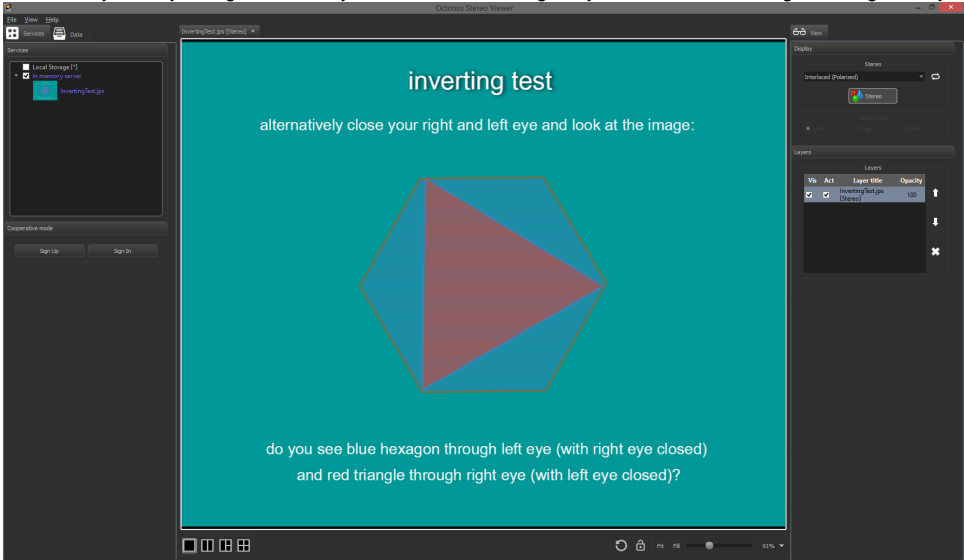 Octonus Stereo Viewer
File View Help
Services Data
InvertingTest.jps [Stereo] ×
View
Services
Display
Local Storage [*]
In memory server
InvertingTest.jps
Stereo
Interlaced (Polarized)
Stereo
inverting test
alternatively close your right and left eye and look at the image:
Layers
Layers
Vis Act Layer title Opacity
InvertingTest.jps
[Stereo]
100
Cooperative mode
Sign Up Sign In
do you see blue hexagon through left eye (with right eye closed)
and red triangle through right eye (with left eye closed)?
Fit Fill 91%